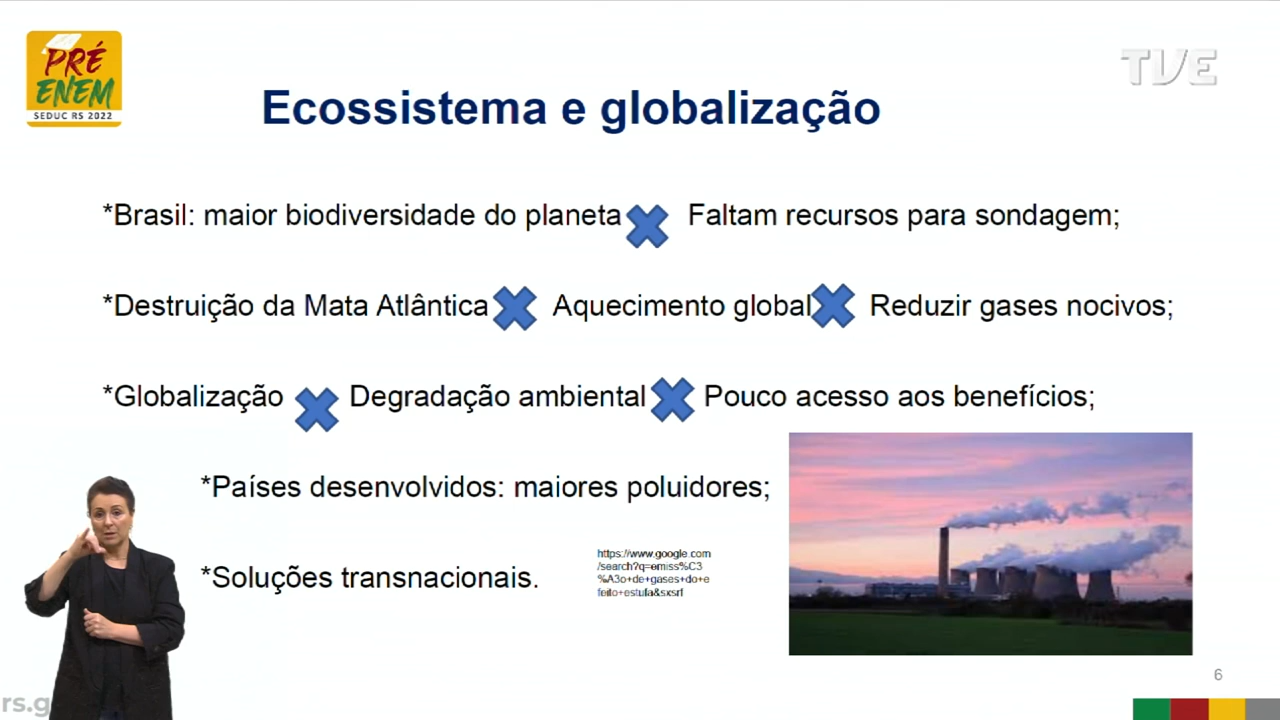 PRÉ
ENEM
SEDUC RS 2022
TVE
Ecossistema e globalização
*Brasil: maior biodiversidade do planeta Faltam recursos para sondagem;
*Destruição da Mata Atlântica Aquecimento global Reduzir gases nocivos;
*Globalização Degradação ambiental Pouco acesso aos benefícios;
*Países desenvolvidos: maiores poluidores;
*Soluções transnacionais.
https://www.google.com
/search?q=emiss%C3
%A3o+de+gases+do+e
feito+estufa&sxsrf
6
rs.g